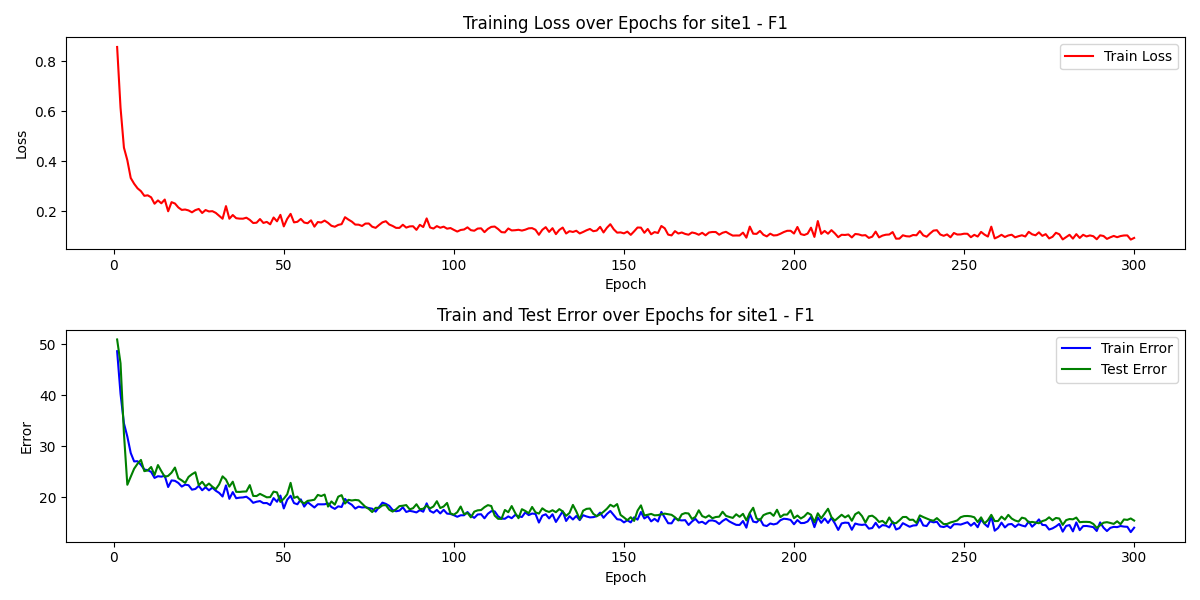 Training Loss over Epochs for site1 - F1
Train Loss
0.8
0.6
0.4
0.2
Loss
0 50 100 150 200 250 300
Epoch
Train and Test Error over Epochs for site1 - F1
Train Error
Test Error
50
40
30
20
Error
0 50 100 150 200 250 300
Epoch